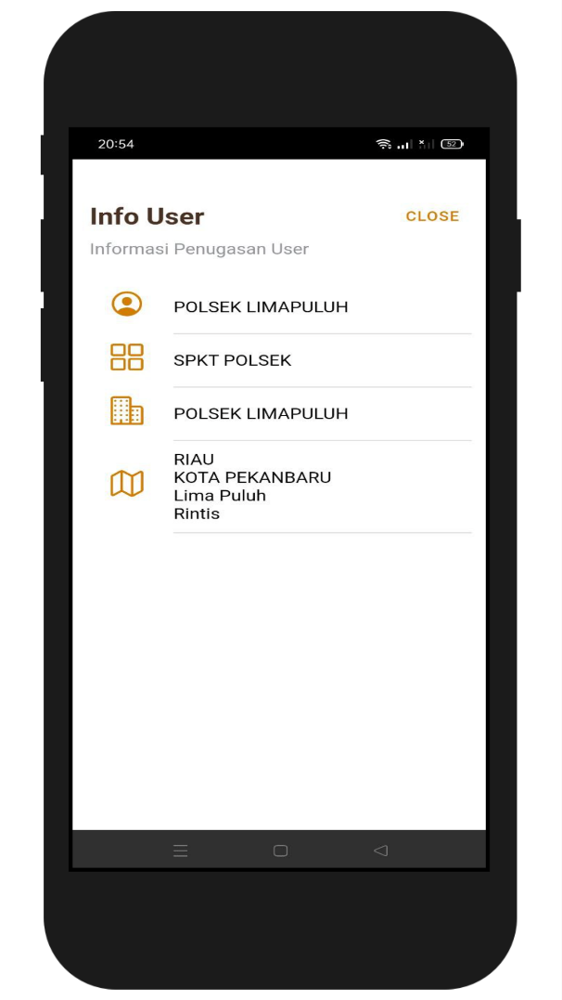 20:54
52
Info User
CLOSE
Informasi Penugasan User
POLSEK LIMAPULUH
SPKT POLSEK
POLSEK LIMAPULUH
RIAU
KOTA PEKANBARU
Lima Puluh
Rintis